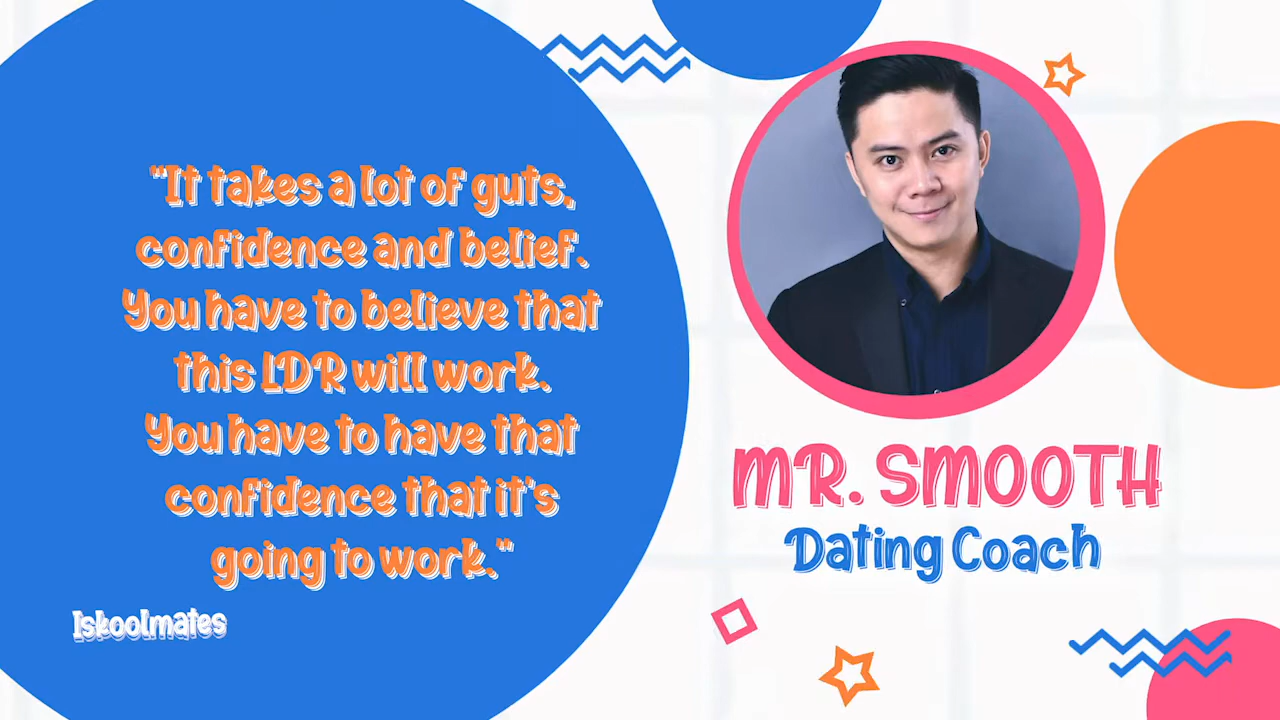 "It takes a lot of guts,
confidence and belief.
You have to believe that
this LDR will work.
You have to have that
confidence that it's
going to work."
Iskoolmates
MR. SMOOTH
Dating Coach